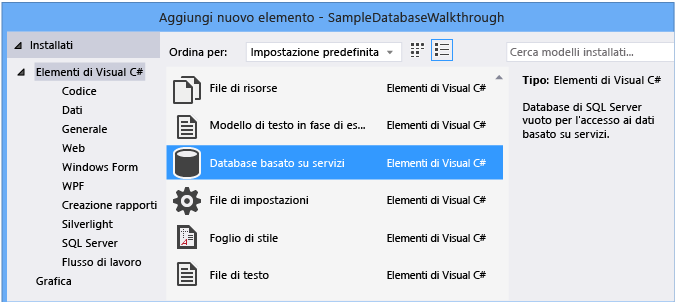 Aggiungi nuovo elemento - SampleDatabaseWalkthrough
Installati
Elementi di Visual C#
Codice
Dati
Generale
Web
Windows Form
WPF
Creazione rapporti
Silverlight
SQL Server
Flusso di lavoro
Grafica
Ordina per: Impostazione predefinita
Cerca modelli installati...
File di risorse Elementi di Visual C#
Modello di testo in fase di es... Elementi di Visual C#
Database basato su servizi Elementi di Visual C#
File di impostazioni Elementi di Visual C#
Foglio di stile Elementi di Visual C#
File di testo Elementi di Visual C#
Tipo: Elementi di Visual C#
Database di SQL Server
vuoto per l'accesso ai dati
basato su servizi.